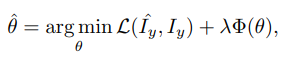 θ̂ = arg min_θ ℒ(Î_y, I_y) + λΦ(θ),